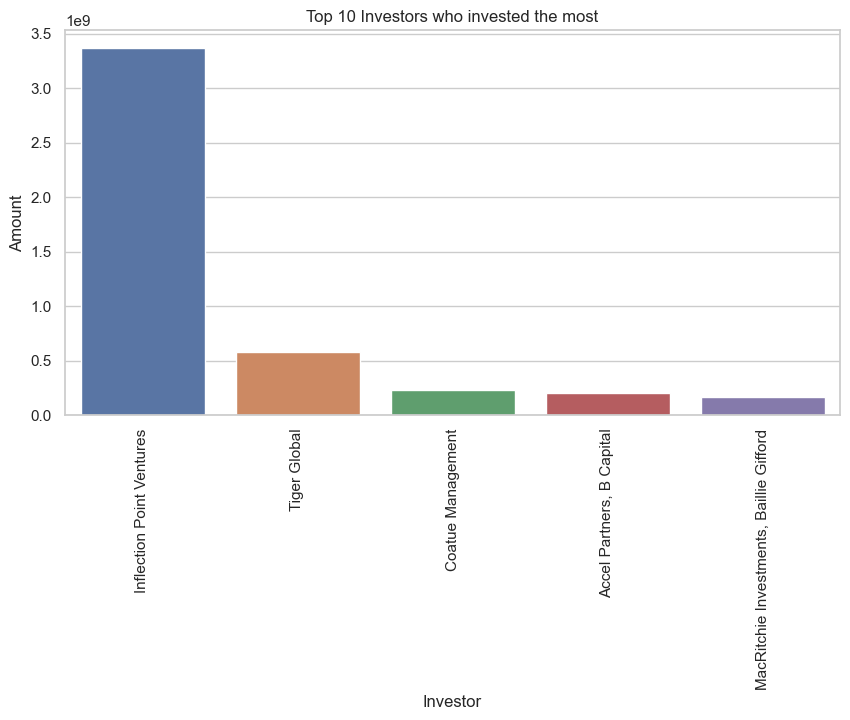 Top 10 Investors who invested the most
1e9
3.5
3.0
2.5
2.0
1.5
1.0
0.5
0.0
Amount
Inflection Point Ventures
Tiger Global
Coatue Management
Accel Partners, B Capital
MacRitchie Investments, Baillie Gifford
Investor